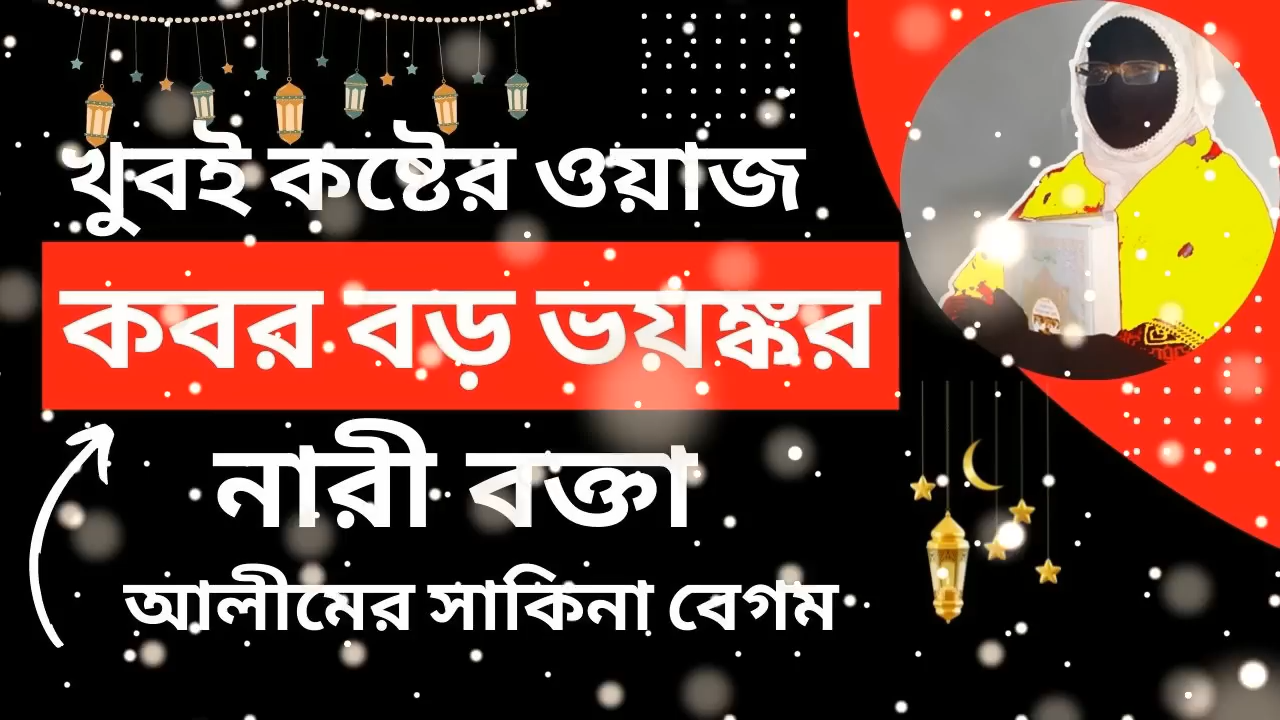 খুবই কষ্টের ওয়াজ
কবর বড় ভয়ঙ্কর
নারী বক্তা
আলীমের সাকিনা বেগম